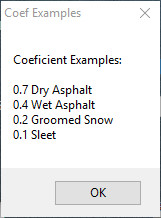 Coef Examples
Coeficient Examples:
0.7 Dry Asphalt
0.4 Wet Asphalt
0.2 Groomed Snow
0.1 Sleet
OK